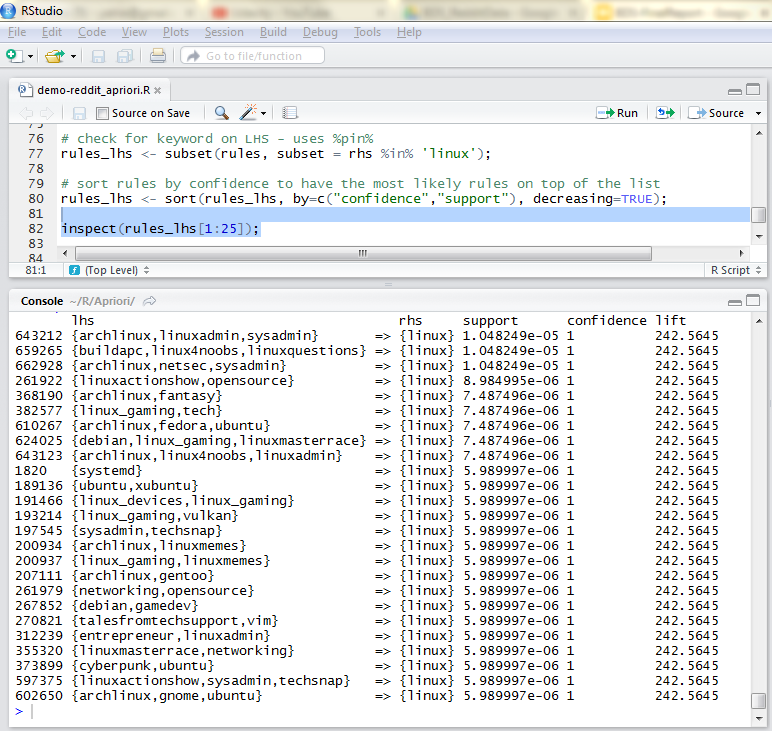 RStudio
File Edit Code View Plots Session Build Debug Tools Help
Go to file/function
demo-reddit_apriori.R
Source on Save Run Source
76 # check for keyword on LHS - uses %pin%
77 rules_lhs <- subset(rules, subset = rhs %in% 'linux');
78
79 # sort rules by confidence to have the most likely rules on top of the list
80 rules_lhs <- sort(rules_lhs, by=c("confidence","support"), decreasing=TRUE);
81
82 inspect(rules_lhs[1:25]);
83
84
81:1 (Top Level) R Script
Console ~/R/Apriori/
lhs rhs support confidence lift
643212 {archlinux,linuxadmin,sysadmin} => {linux} 1.048249e-05 1 242.5645
659265 {buildapc,linux4noobs,linuxquestions} => {linux} 1.048249e-05 1 242.5645
662928 {archlinux,netsec,sysadmin} => {linux} 1.048249e-05 1 242.5645
261922 {linuxactionshow,opensource} => {linux} 8.984995e-06 1 242.5645
368190 {archlinux,fantasy} => {linux} 7.487496e-06 1 242.5645
382577 {linux_gaming,tech} => {linux} 7.487496e-06 1 242.5645
610267 {archlinux,fedora,ubuntu} => {linux} 7.487496e-06 1 242.5645
624025 {debian,linux_gaming,linuxmasterrace} => {linux} 7.487496e-06 1 242.5645
643123 {archlinux,linux4noobs,linuxadmin} => {linux} 7.487496e-06 1 242.5645
1820 {systemd} => {linux} 5.989997e-06 1 242.5645
189136 {ubuntu,xubuntu} => {linux} 5.989997e-06 1 242.5645
191466 {linux_devices,linux_gaming} => {linux} 5.989997e-06 1 242.5645
193214 {linux_gaming,vulkan} => {linux} 5.989997e-06 1 242.5645
197545 {sysadmin,techsnap} => {linux} 5.989997e-06 1 242.5645
200934 {archlinux,linuxmemes} => {linux} 5.989997e-06 1 242.5645
200937 {linux_gaming,linuxmemes} => {linux} 5.989997e-06 1 242.5645
207111 {archlinux,gentoo} => {linux} 5.989997e-06 1 242.5645
261979 {networking,opensource} => {linux} 5.989997e-06 1 242.5645
267852 {debian,gamedev} => {linux} 5.989997e-06 1 242.5645
270821 {talesfromtechsupport,vim} => {linux} 5.989997e-06 1 242.5645
312239 {entrepreneur,linuxadmin} => {linux} 5.989997e-06 1 242.5645
355320 {linuxmasterrace,networking} => {linux} 5.989997e-06 1 242.5645
373899 {cyberpunk,ubuntu} => {linux} 5.989997e-06 1 242.5645
597375 {linuxactionshow,sysadmin,techsnap} => {linux} 5.989997e-06 1 242.5645
602650 {archlinux,gnome,ubuntu} => {linux} 5.989997e-06 1 242.5645
>